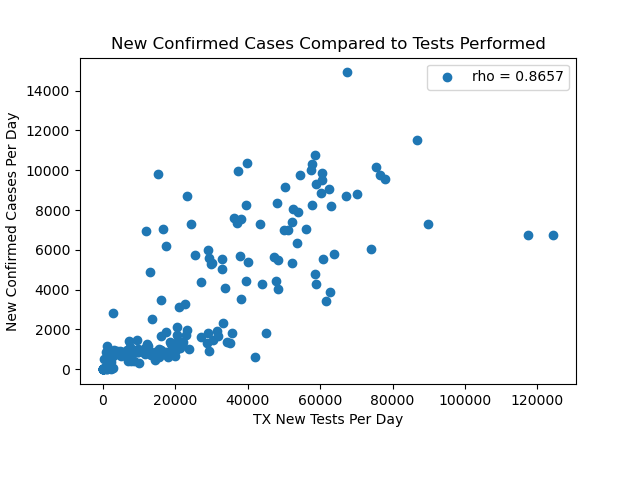 New Confirmed Cases Compared to Tests Performed
rho = 0.8657
New Confirmed Caeses Per Day
14000
12000
10000
8000
6000
4000
2000
0
0 20000 40000 60000 80000 100000 120000
TX New Tests Per Day